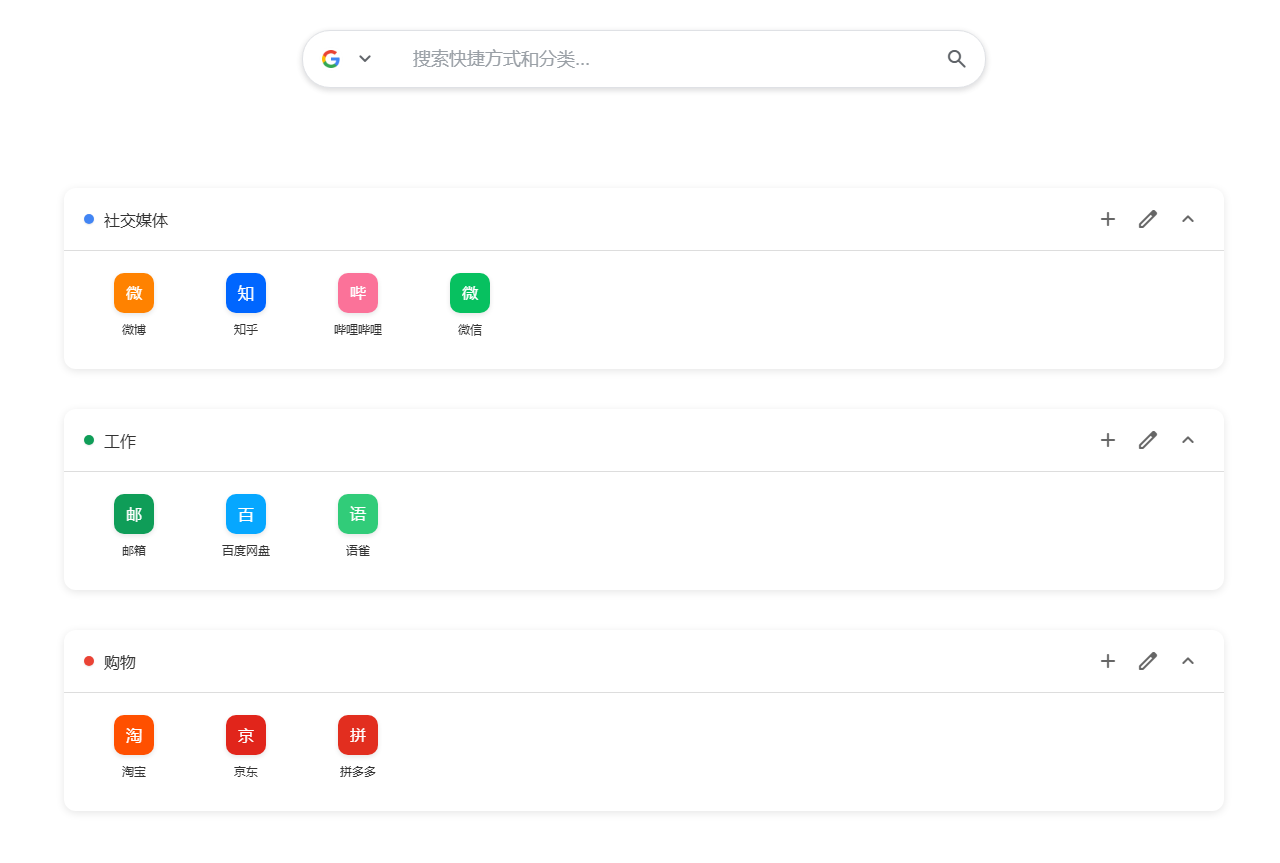 搜索快捷方式和分类...
社交媒体
微 知 哔 微
微博 知乎 哔哩哔哩 微信
工作
邮 百 语
邮箱 百度网盘 语雀
购物
淘 京 拼
淘宝 京东 拼多多